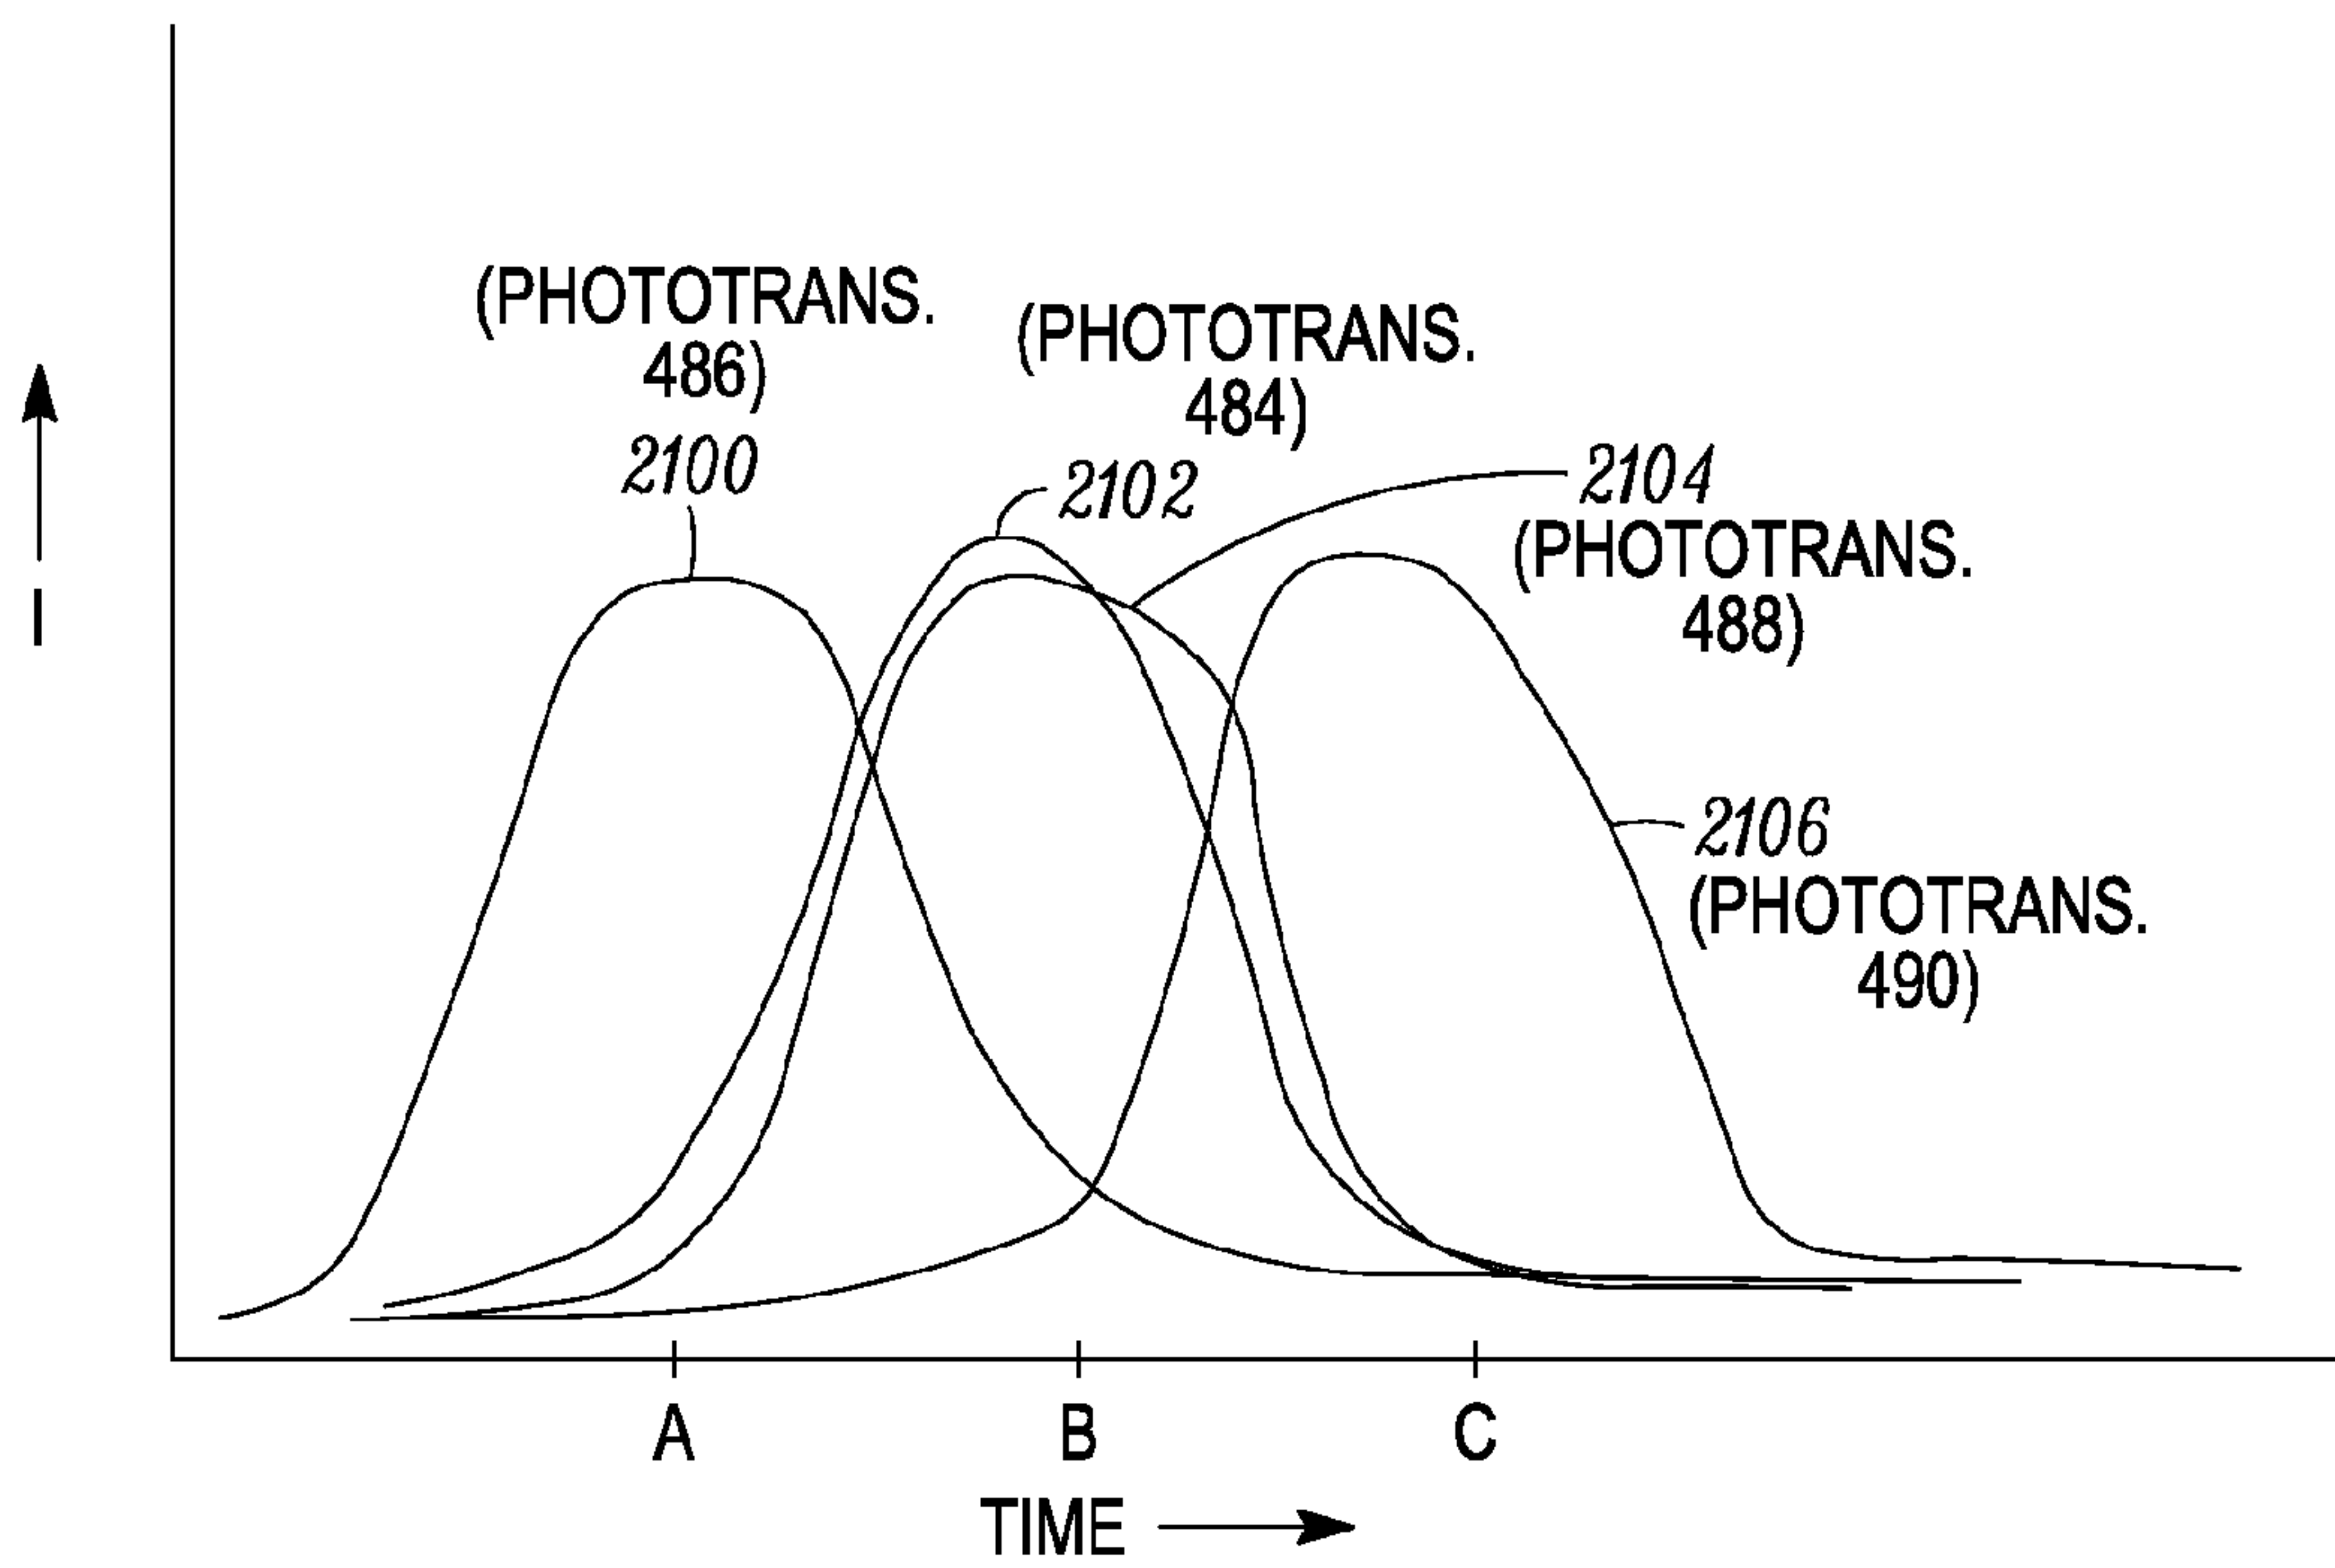 (PHOTOTRANS.
486)
2100
(PHOTOTRANS.
484)
2102
2104
(PHOTOTRANS.
488)
I
2106
(PHOTOTRANS.
490)
A
B
C
TIME